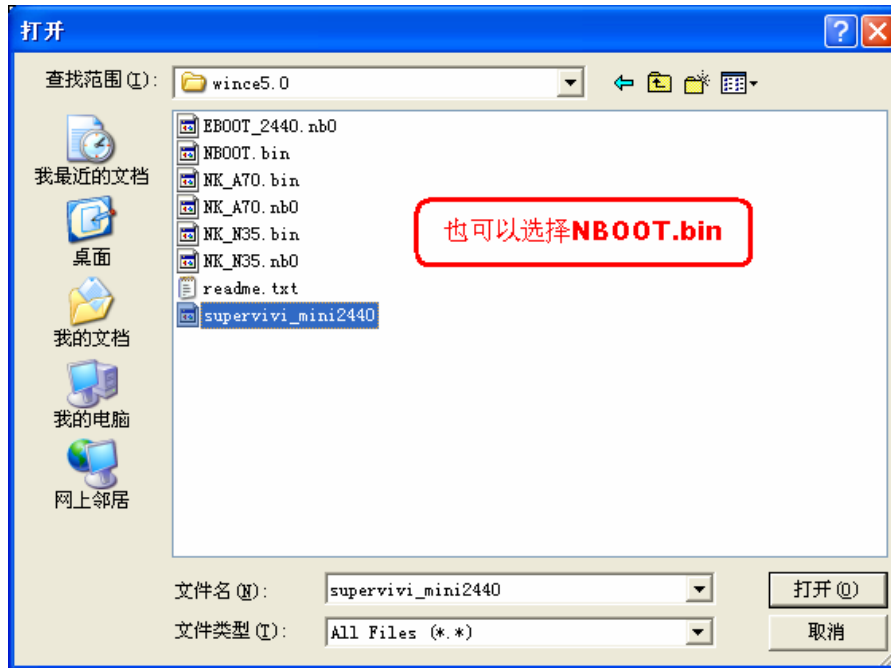 打开
查找范围(I):
wince5.0
我最近的文档
桌面
我的文档
我的电脑
网上邻居
EBOOT_2440.nb0
NBOOT.bin
NK_A70.bin
NK_A70.nb0
NK_N35.bin
NK_N35.nb0
readme.txt
supervivi_mini2440
也可以选择NBOOT.bin
文件名(N):
supervivi_mini2440
打开(O)
文件类型(T):
All Files (*.*)
取消